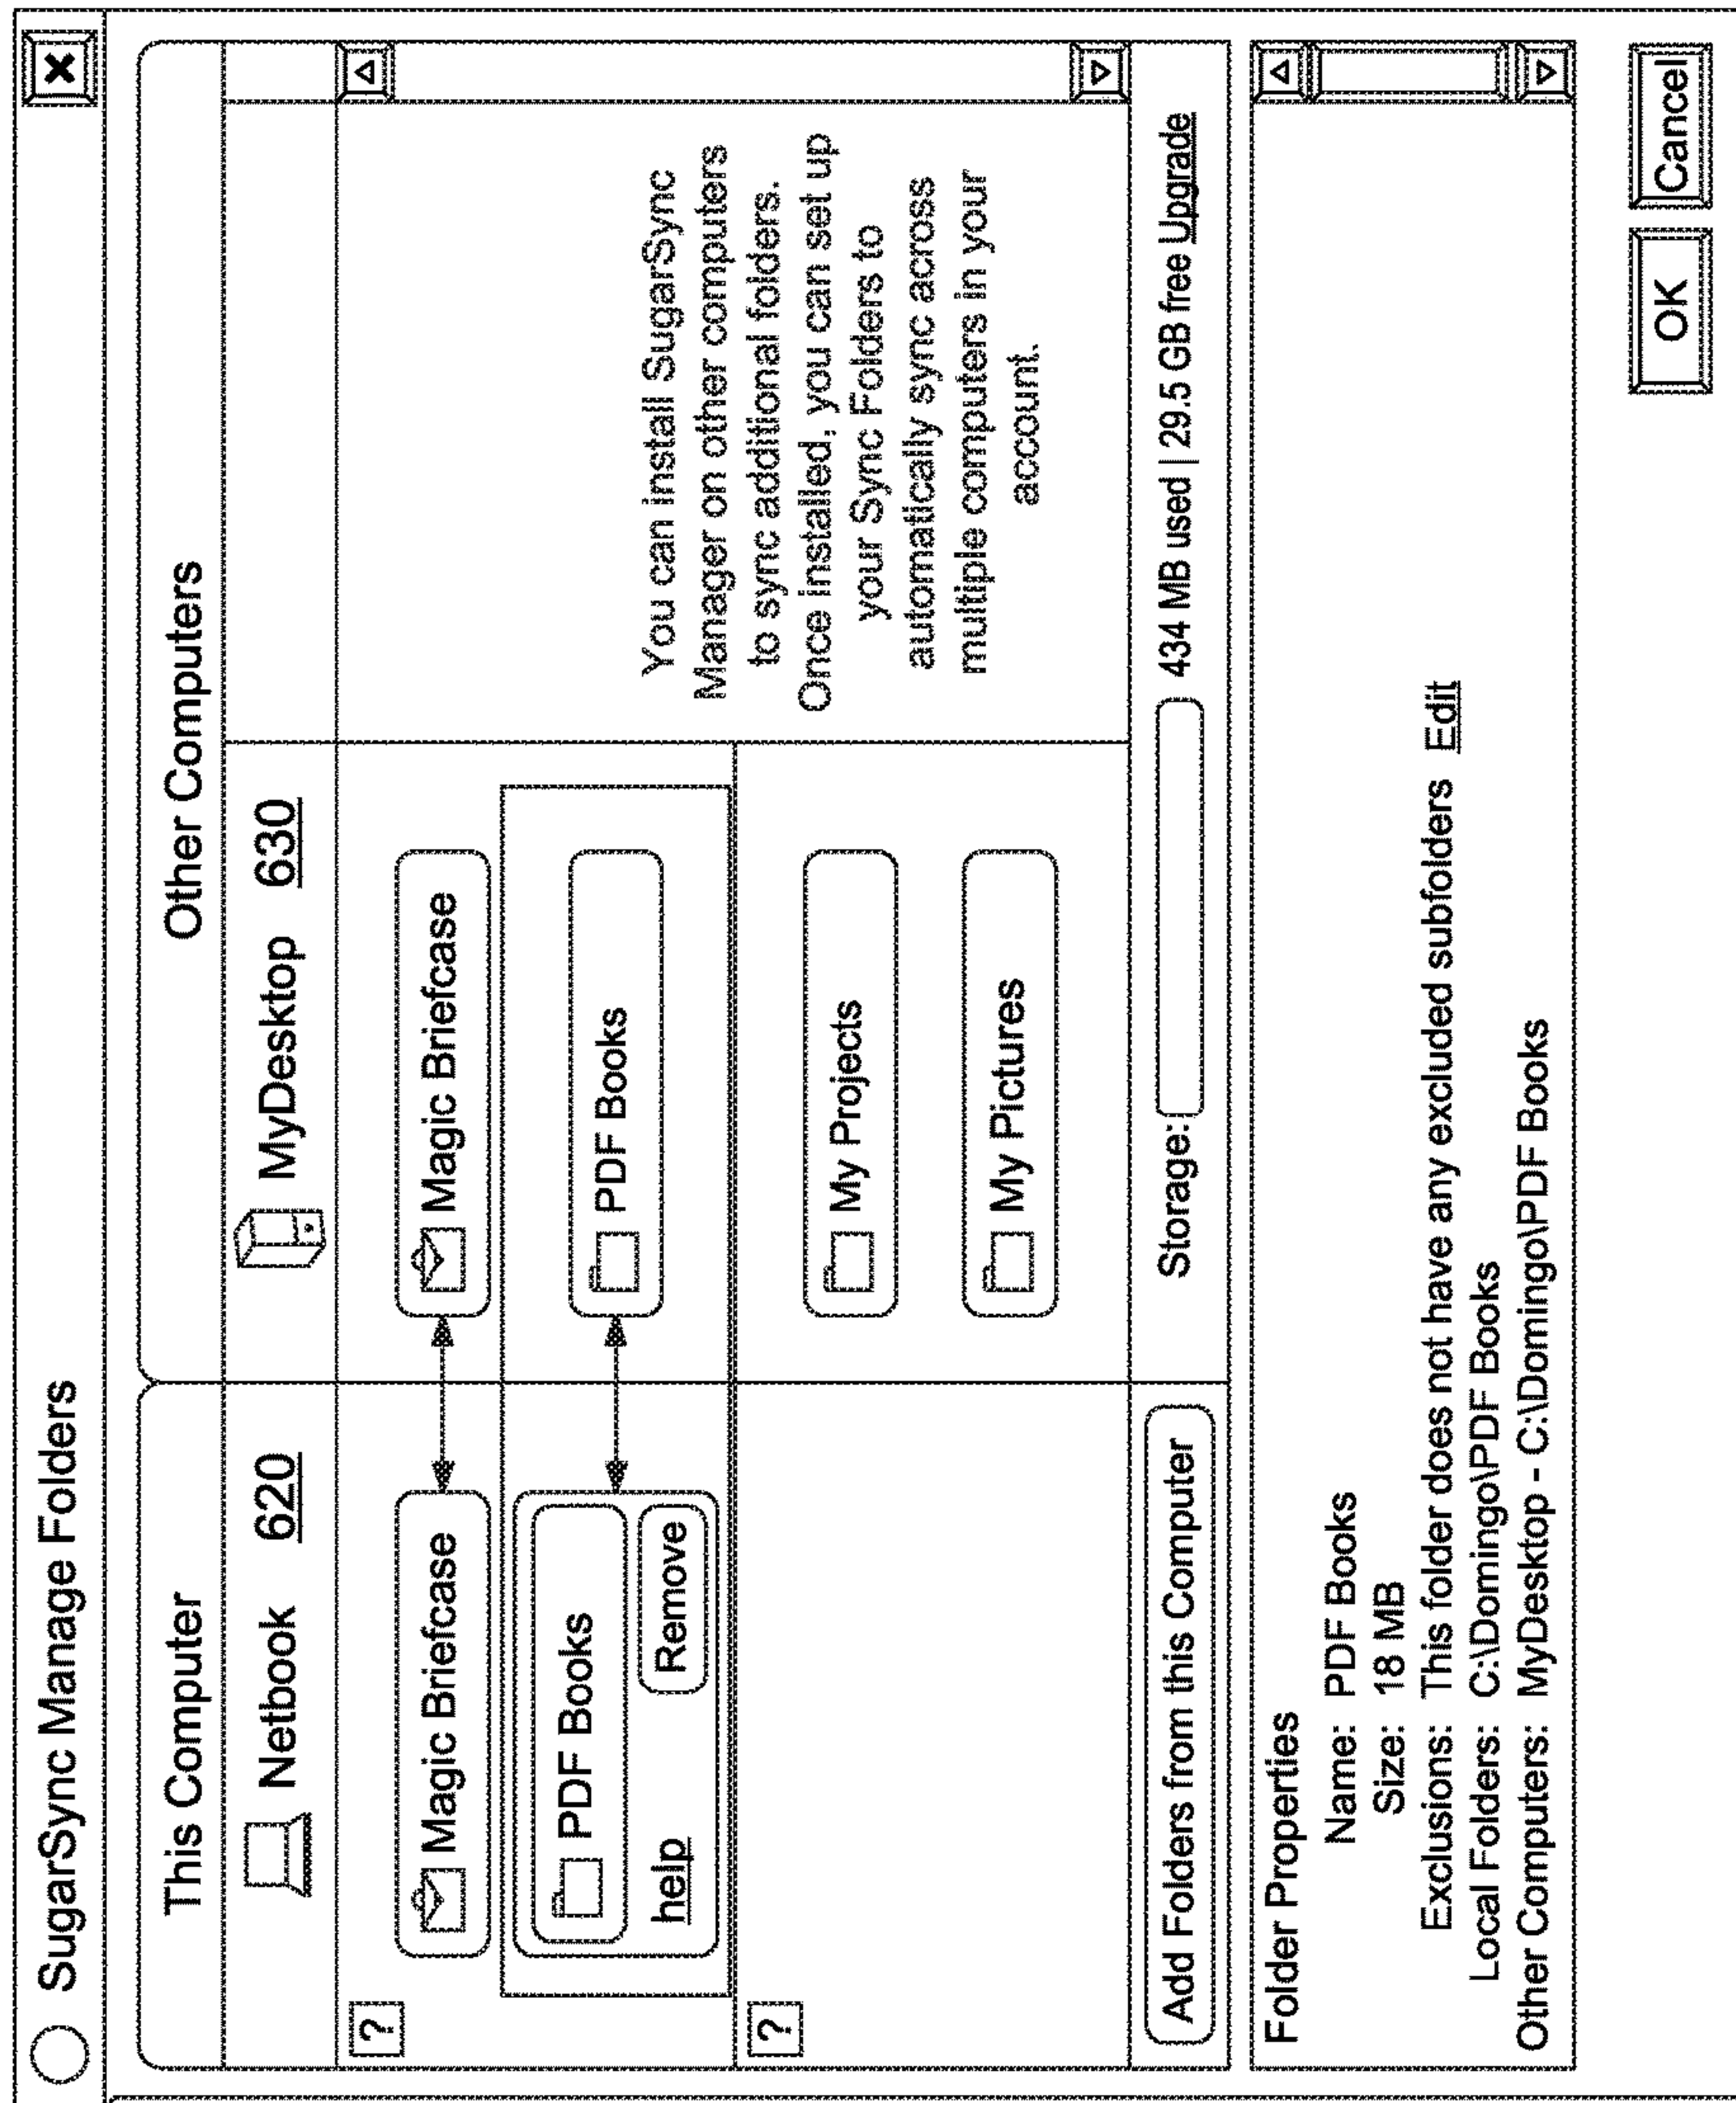 SugarSync Manage Folders
This Computer
Other Computers
Netbook 620
MyDesktop 630
?
Magic Briefcase
Magic Briefcase
PDF Books
PDF Books
help
Remove
You can install SugarSync
Manager on other computers
to sync additional folders.
Once installed, you can set up
your Sync Folders to
automatically sync across
multiple computers in your
account.
?
My Projects
My Pictures
Add Folders from this Computer
Storage: 434 MB used | 29.5 GB free Upgrade
Folder Properties
Name: PDF Books
Size: 18 MB
Exclusions: This folder does not have any excluded subfolders Edit
Local Folders: C:\Domingo\PDF Books
Other Computers: MyDesktop - C:\Domingo\PDF Books
OK
Cancel